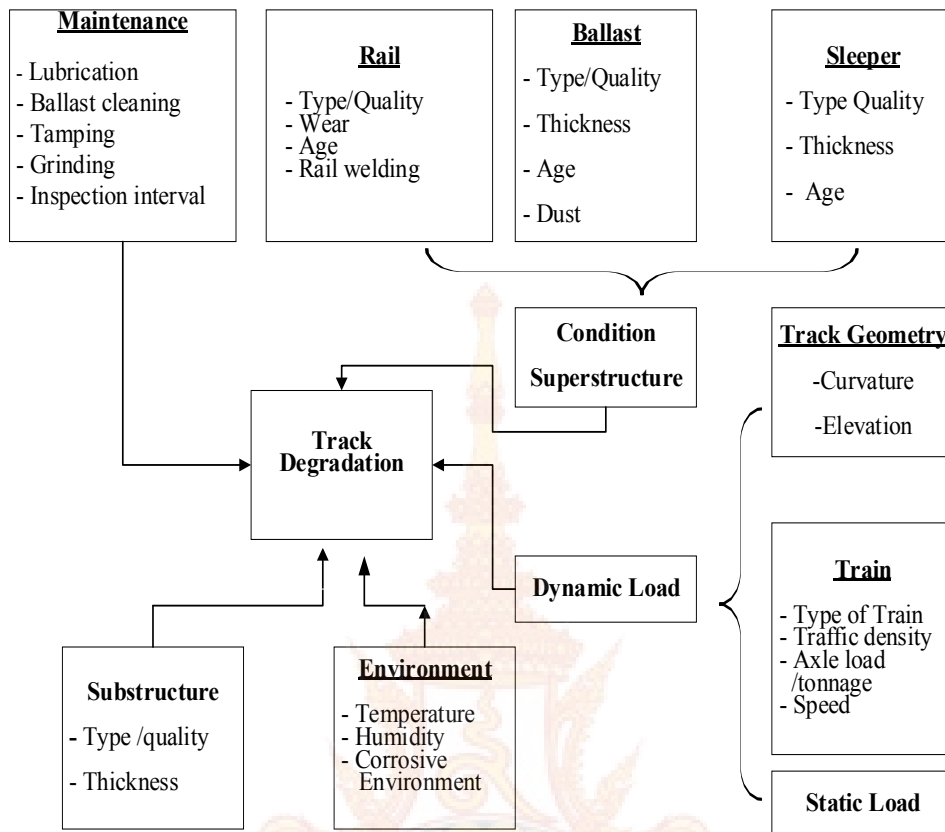 Maintenance
- Lubrication
- Ballast cleaning
- Tamping
- Grinding
- Inspection interval
Rail
- Type/Quality
- Wear
- Age
- Rail welding
Ballast
- Type/Quality
- Thickness
- Age
- Dust
Sleeper
- Type Quality
- Thickness
- Age
Condition
Superstructure
Track Geometry
-Curvature
-Elevation
Track
Degradation
Dynamic Load
Train
- Type of Train
- Traffic density
- Axle load
/tonnage
- Speed
Substructure
- Type /quality
- Thickness
Environment
- Temperature
- Humidity
- Corrosive
Environment
Static Load